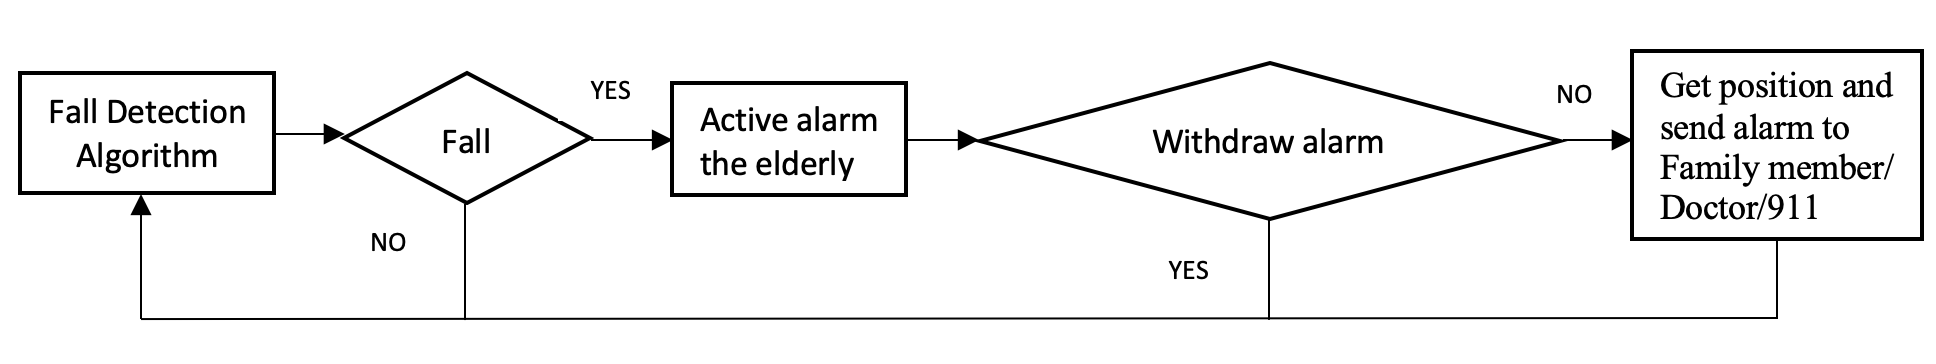 Fall Detection
Algorithm
Fall
YES
NO
Active alarm
the elderly
Withdraw alarm
NO
YES
Get position and
send alarm to
Family member/
Doctor/911